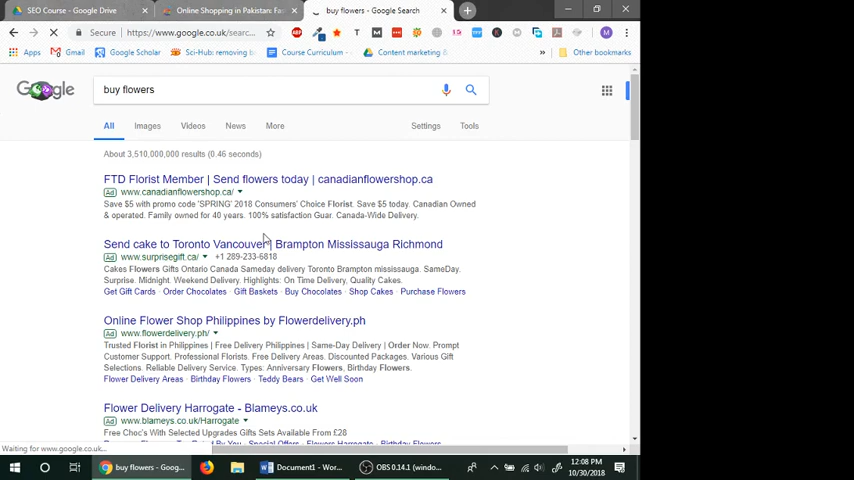 SEO Course - Google Drive
Online Shopping in Pakistan: Fa
buy flowers - Google Search
Secure https://www.google.co.uk/searc...
Apps Gmail Google Scholar Sci-Hub: removing b Course Curriculum - Content marketing & Other bookmarks
Google
buy flowers
All Images Videos News More Settings Tools
About 3,510,000,000 results (0.46 seconds)
FTD Florist Member | Send flowers today | canadianflowershop.ca
Ad www.canadianflowershop.ca/
Save $5 with promo code 'SPRING' 2018 Consumers' Choice Florist. Save $5 today. Canadian Owned
& operated. Family owned for 40 years. 100% satisfaction Guar. Canada-Wide Delivery.
Send cake to Toronto Vancouver | Brampton Mississauga Richmond
Ad www.surprisegift.ca/ +1 289-233-6818
Cakes Flowers Gifts Ontario Canada Sameday delivery Toronto Brampton mississauga. SameDay.
Surprise. Midnight. Weekend Delivery. Highlights: On Time Delivery, Quality Cakes.
Get Gift Cards · Order Chocolates · Gift Baskets · Buy Chocolates · Shop Cakes · Purchase Flowers
Online Flower Shop Philippines by Flowerdelivery.ph
Ad www.flowerdelivery.ph/
Trusted Florist in Philippines | Free Delivery Philippines | Same-Day Delivery | Order Now. Prompt
Customer Support. Professional Florists. Free Delivery Areas. Discounted Packages. Various Gift
Selections. Reliable Delivery Service. Types: Anniversary Flowers, Birthday Flowers.
Flower Delivery Areas · Birthday Flowers · Teddy Bears · Get Well Soon
Flower Delivery Harrogate - Blameys.co.uk
Ad www.blameys.co.uk/Harrogate
Free Choc's With Selected Upgrades Gifts Sets Available From £28
Special Offers · Flowers Harrogate · Birthday Flowers
Waiting for www.google.co.uk...
buy flowers - Goog... Document1 - Wor... OBS 0.14.1 (windo...
12:08 PM
10/30/2018